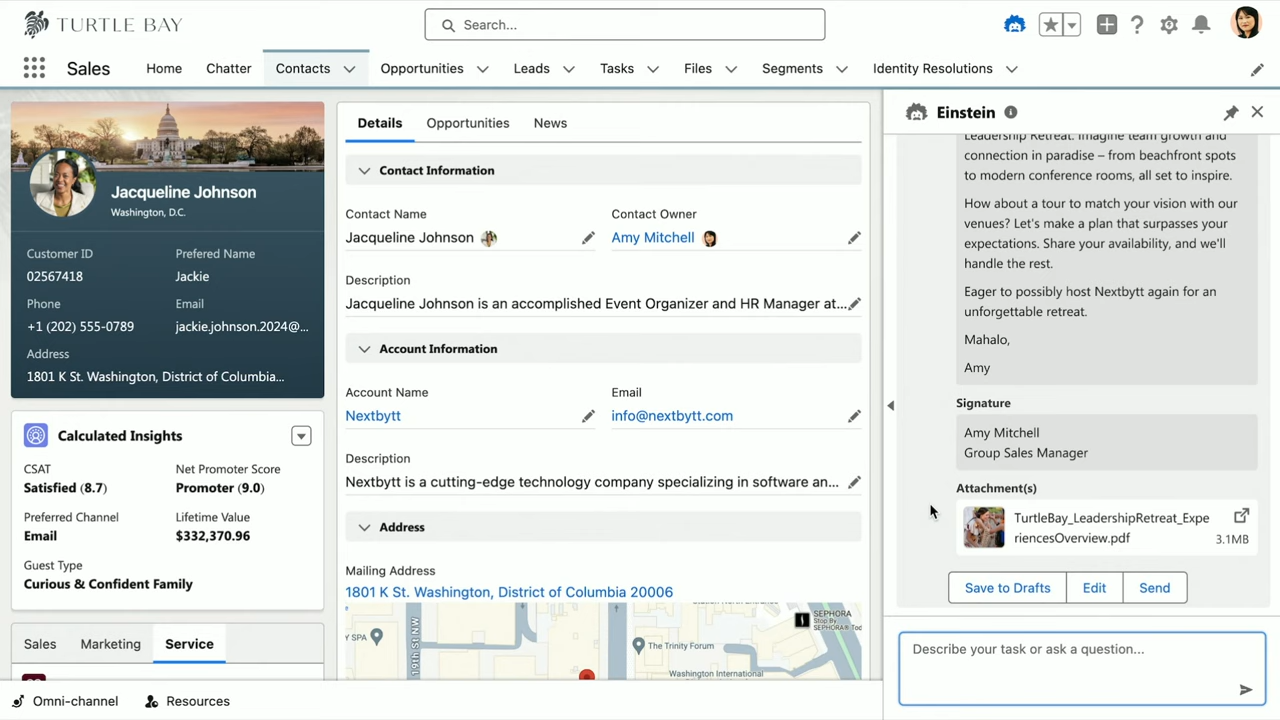 TURTLE BAY
Search...
Sales
Home
Chatter
Contacts
Opportunities
Leads
Tasks
Files
Segments
Identity Resolutions
Jacqueline Johnson
Washington, D.C.
Customer ID
Prefered Name
02567418
Jackie
Phone
Email
+1 (202) 555-0789
jackie.johnson.2024@...
Address
1801 K St. Washington, District of Columbia...
Calculated Insights
CSAT
Net Promoter Score
Satisfied (8.7)
Promoter (9.0)
Preferred Channel
Lifetime Value
Email
$332,370.96
Guest Type
Curious & Confident Family
Sales
Marketing
Service
Details
Opportunities
News
Contact Information
Contact Name
Contact Owner
Jacqueline Johnson
Amy Mitchell
Description
Jacqueline Johnson is an accomplished Event Organizer and HR Manager at...
Account Information
Account Name
Email
Nextbytt
info@nextbytt.com
Description
Nextbytt is a cutting-edge technology company specializing in software an...
Address
Mailing Address
1801 K St. Washington, District of Columbia 20006
Y SPA
19th St NW
The Trinity Forum
Washington International
SEPHORA
Stop By
SEPHORA® Tod
Einstein
Leadership Retreat. Imagine team growth and
connection in paradise – from beachfront spots
to modern conference rooms, all set to inspire.
How about a tour to match your vision with our
venues? Let's make a plan that surpasses your
expectations. Share your availability, and we'll
handle the rest.
Eager to possibly host Nextbytt again for an
unforgettable retreat.
Mahalo,
Amy
Signature
Amy Mitchell
Group Sales Manager
Attachment(s)
TurtleBay_LeadershipRetreat_Expe
riencesOverview.pdf
3.1MB
Save to Drafts
Edit
Send
Describe your task or ask a question...
Omni-channel
Resources